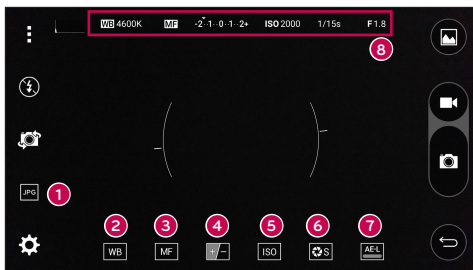 WB 4600K MF -2·1··0··1·2+ ISO 2000 1/15s F1.8
8
JPG 1
2 3 4 5 6 7
WB MF +/- ISO S AE-L